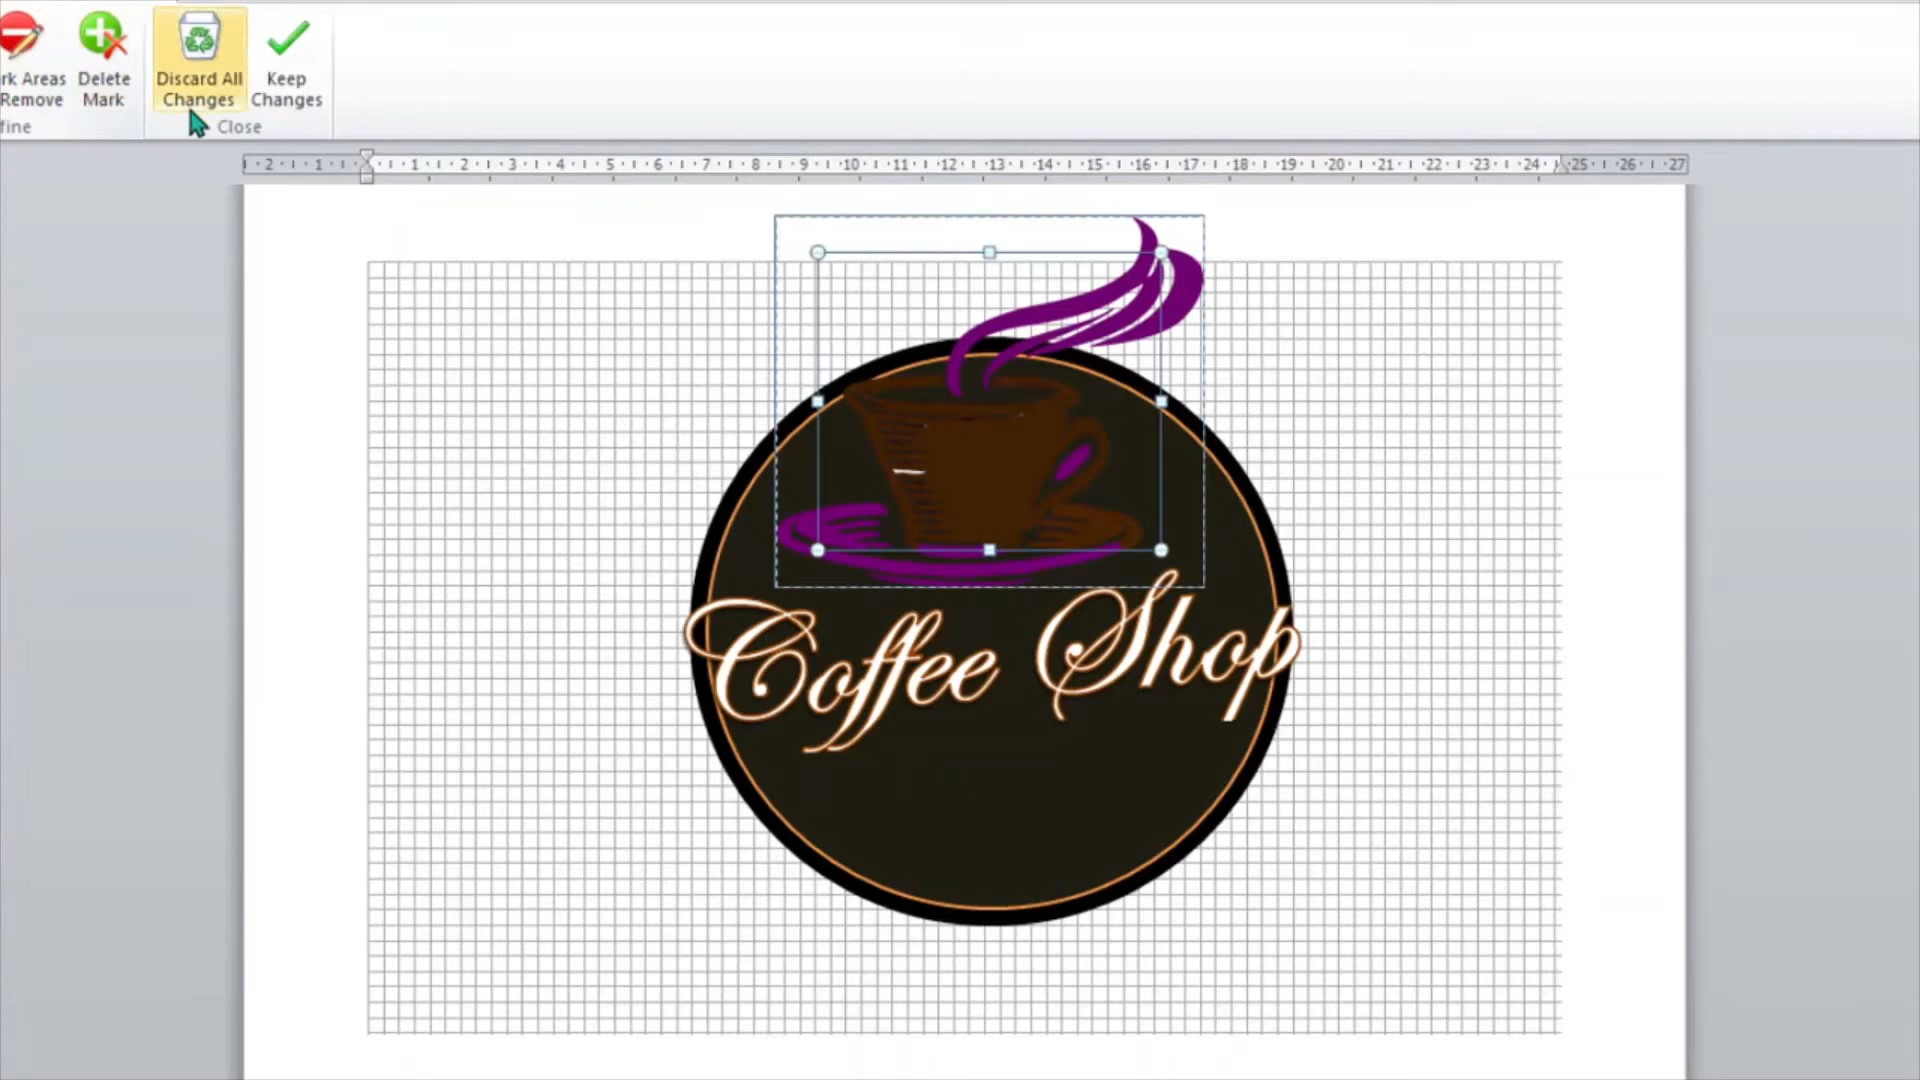 rk Areas Delete Discard All Keep
Remove Mark Changes Changes
fine Close
2 1 1 2 3 4 5 6 7 8 9 10 11 12 13 14 15 16 17 18 19 20 21 22 23 24 25 26 27
Coffee Shop